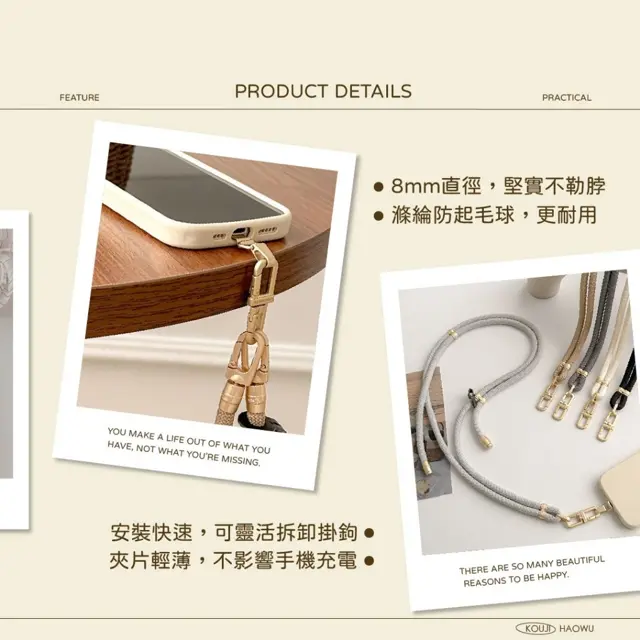 FEATURE
PRODUCT DETAILS
PRACTICAL
8mm直徑，堅實不勒脖
滌綸防起毛球，更耐用
YOU MAKE A LIFE OUT OF WHAT YOU
HAVE, NOT WHAT YOU'RE MISSING.
安裝快速，可靈活拆卸掛鉤
夾片輕薄，不影響手機充電
THERE ARE SO MANY BEAUTIFUL
REASONS TO BE HAPPY.
KOUJI HAOWU